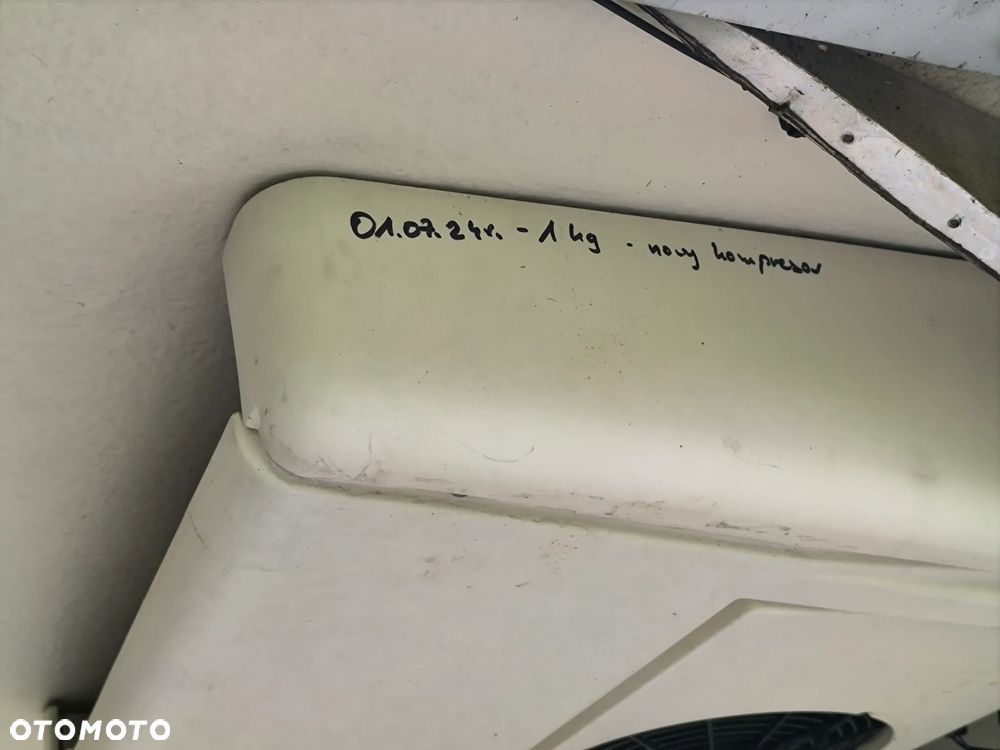 01.07.24r. - 1 kg - nowy kompresor
OTOMOTO